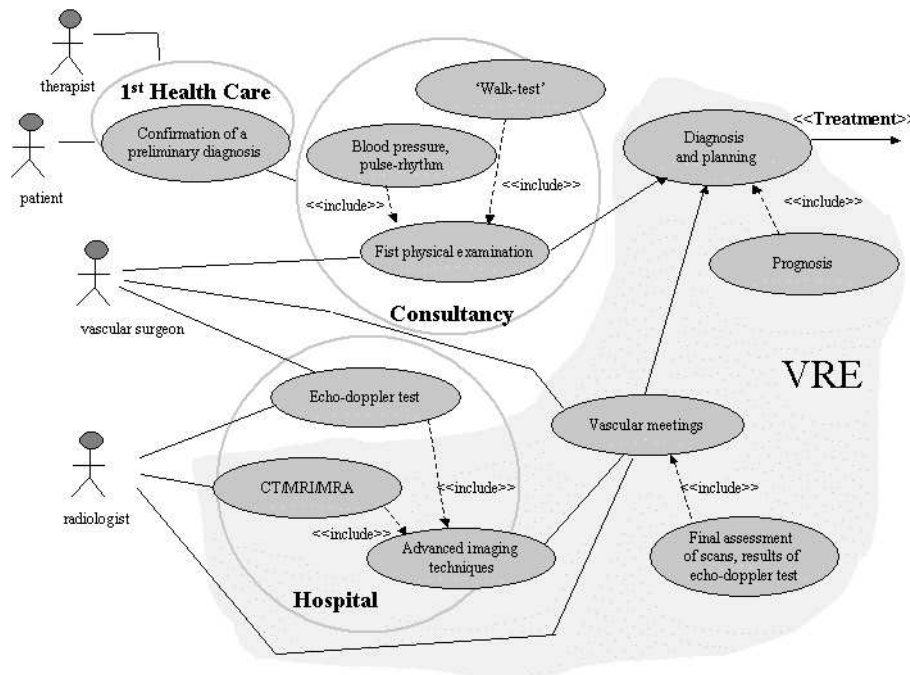 therapist
1st Health Care
Confirmation of a
preliminary diagnosis
patient
‘Walk-test’
Blood pressure,
pulse-rhythm
<<include>>
<<include>>
Fist physical examination
Consultancy
Diagnosis
and planning
<<Treatment>>
<<include>>
Prognosis
VRE
vascular surgeon
Echo-doppler test
Vascular meetings
radiologist
CT/MRI/MRA
<<include>>
<<include>>
<<include>>
Advanced imaging
techniques
Final assessment
of scans, results of
echo-doppler test
Hospital